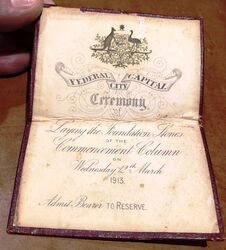 FEDERAL CAPITAL
CITY
Ceremony
of
Laying the Foundation Stones
OF THE
Commencement Column
ON
Wednesday 12th March
1913.
Admit Bearer TO RESERVE.